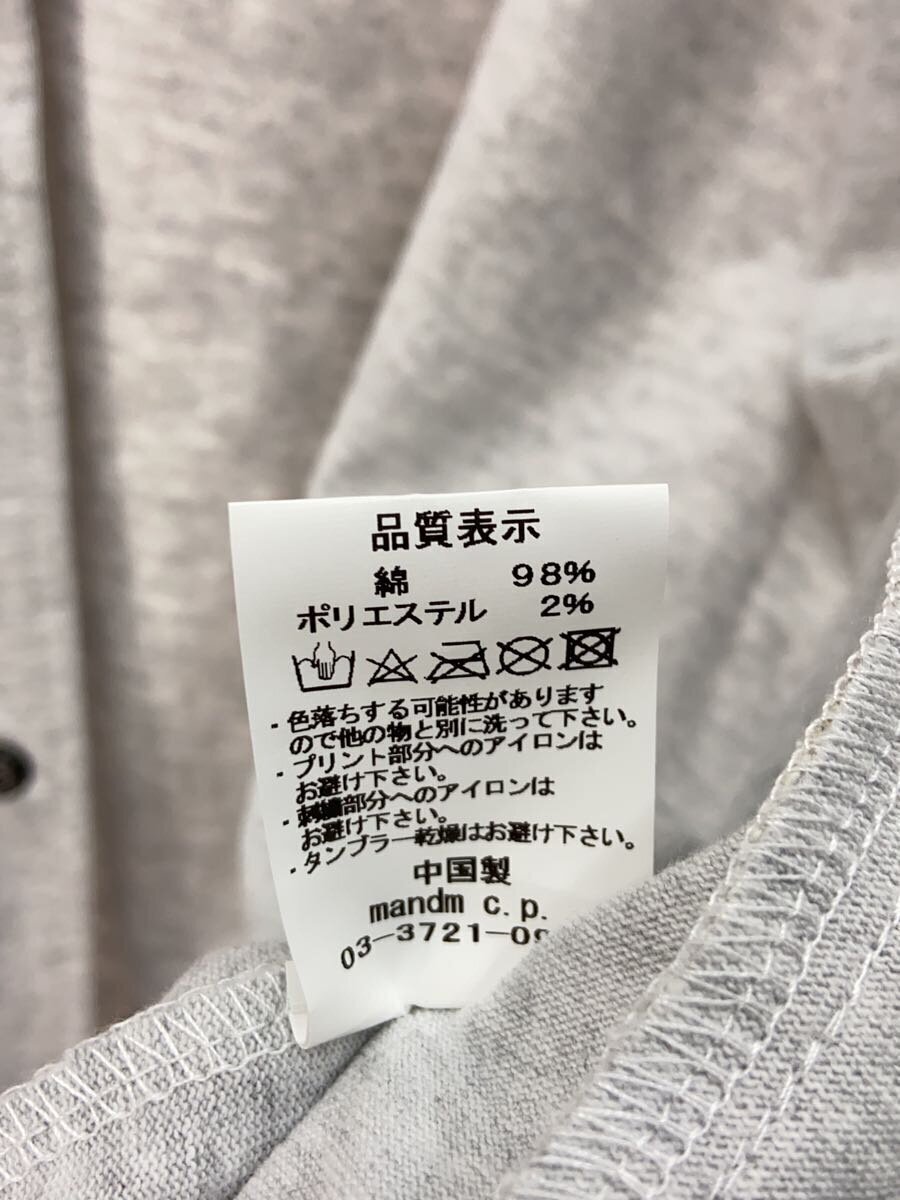 品質表示
綿 98%
ポリエステル 2%
・色落ちする可能性があります
ので他の物と別に洗って下さい。
・プリント部分へのアイロンは
お避け下さい。
・刺繍部分へのアイロンは
お避け下さい。
・タンブラー乾燥はお避け下さい。
中国製
mandm c.p.
03-3721-0